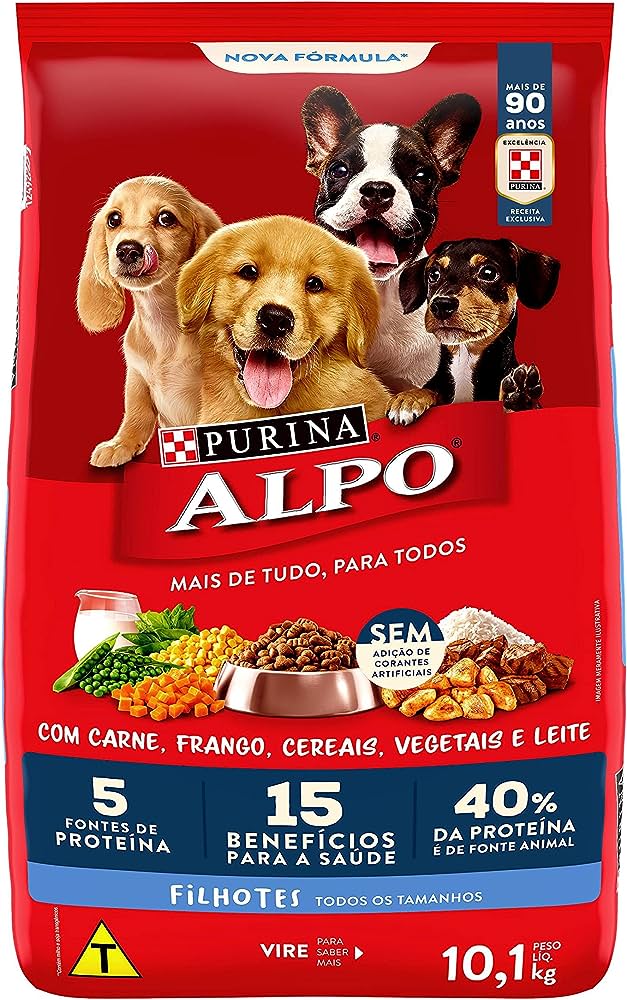 NOVA FÓRMULA*
MAIS DE
90
anos
EXCELÊNCIA
PURINA
RECEITA
EXCLUSIVA
PURINA®
ALPO®
MAIS DE TUDO, PARA TODOS
SEM
ADIÇÃO DE
CORANTES
ARTIFICIAIS
IMAGEM MERAMENTE ILUSTRATIVA
COM CARNE, FRANGO, CEREAIS, VEGETAIS E LEITE
5
FONTES DE
PROTEÍNA
15
BENEFÍCIOS
PARA A SAÚDE
40%
DA PROTEÍNA
É DE FONTE ANIMAL
FILHOTES TODOS OS TAMANHOS
T
VIRE PARA
SABER
MAIS
PESO
LÍQ.
10,1kg